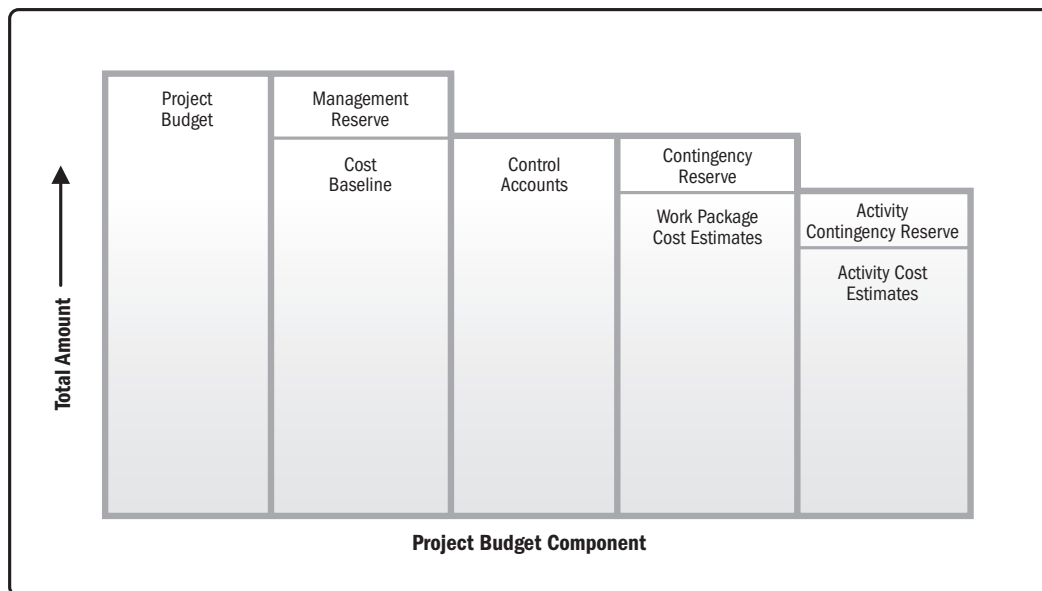 Project
Budget
Management
Reserve
Cost
Baseline
Control
Accounts
Contingency
Reserve
Work Package
Cost Estimates
Activity
Contingency Reserve
Activity Cost
Estimates
Total Amount
Project Budget Component